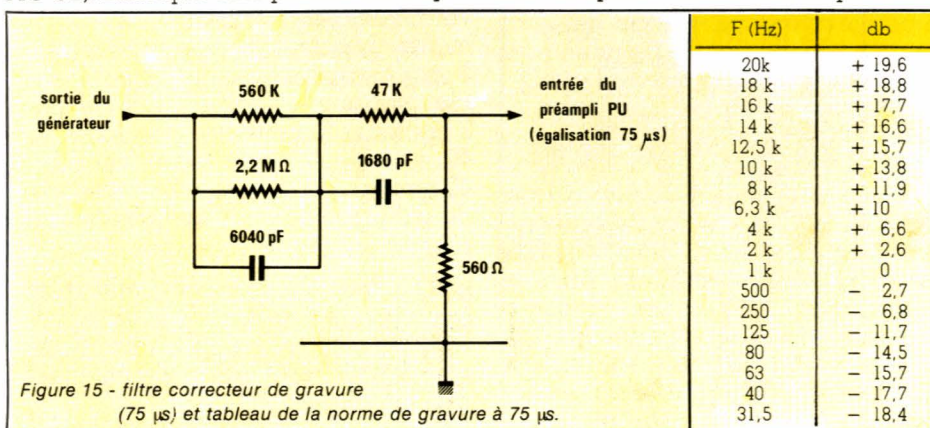 F (Hz) db
560 K 47 K entrée du
sortie du préampli PU
générateur (égalisation 75 µs)
2,2 M Ω 1680 pF
6040 pF
560 Ω
20k + 19,6
18 k + 18,8
16 k + 17,7
14 k + 16,6
12,5 k + 15,7
10 k + 13,8
8 k + 11,9
6,3 k + 10
4 k + 6,6
2 k + 2,6
1 k 0
500 − 2,7
250 − 6,8
125 − 11,7
80 − 14,5
63 − 15,7
40 − 17,7
31,5 − 18,4
Figure 15 - filtre correcteur de gravure
(75 µs) et tableau de la norme de gravure à 75 µs.